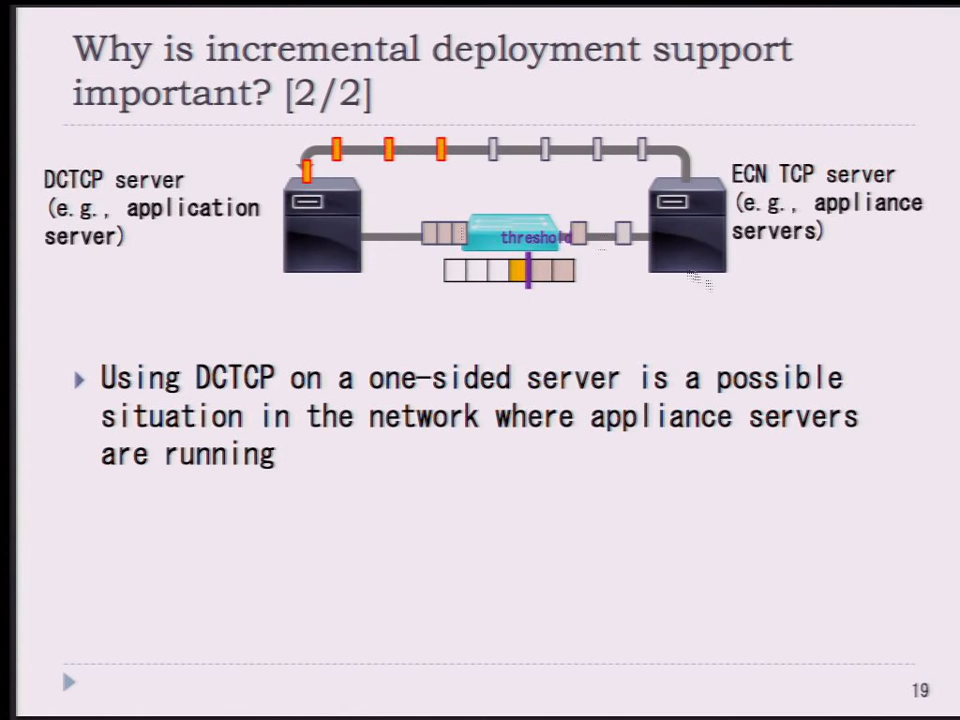 Why is incremental deployment support
important? [2/2]
DCTCP server
(e.g., application
server)
ECN TCP server
(e.g., appliance
servers)
threshold
Using DCTCP on a one-sided server is a possible
situation in the network where appliance servers
are running
19